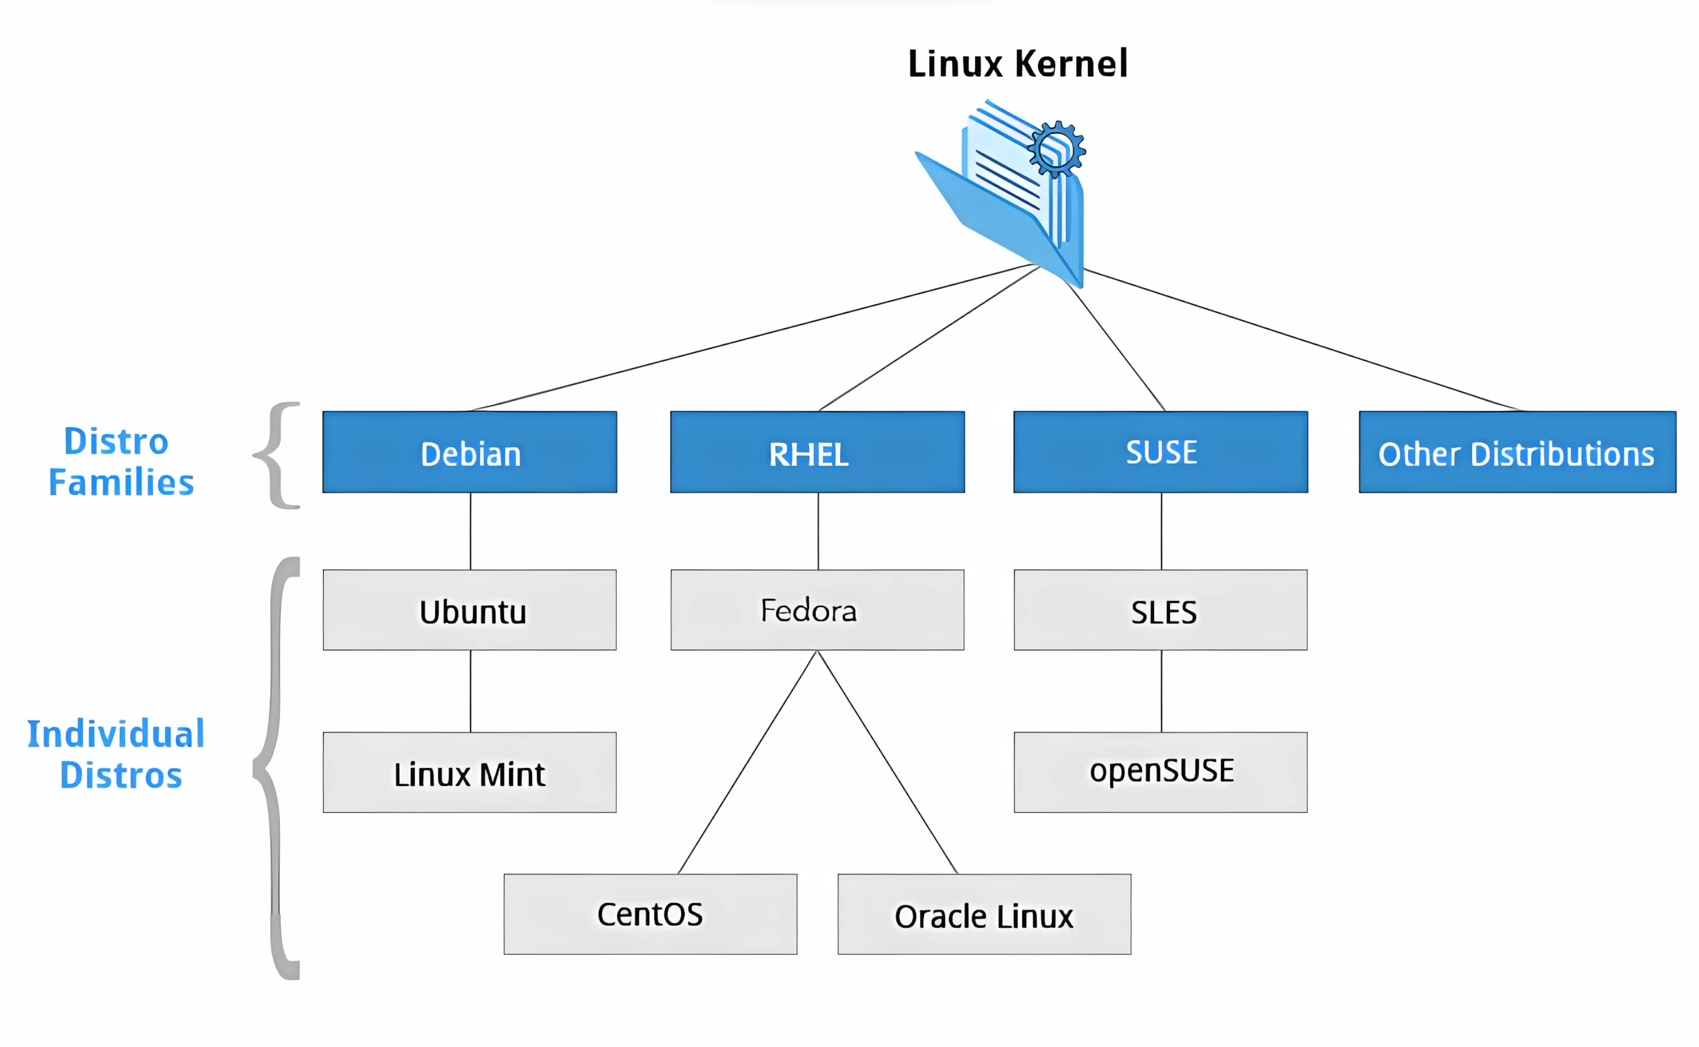 Linux Kernel
Distro
Families
Debian
RHEL
SUSE
Other Distributions
Individual
Distros
Ubuntu
Fedora
SLES
Linux Mint
openSUSE
CentOS
Oracle Linux